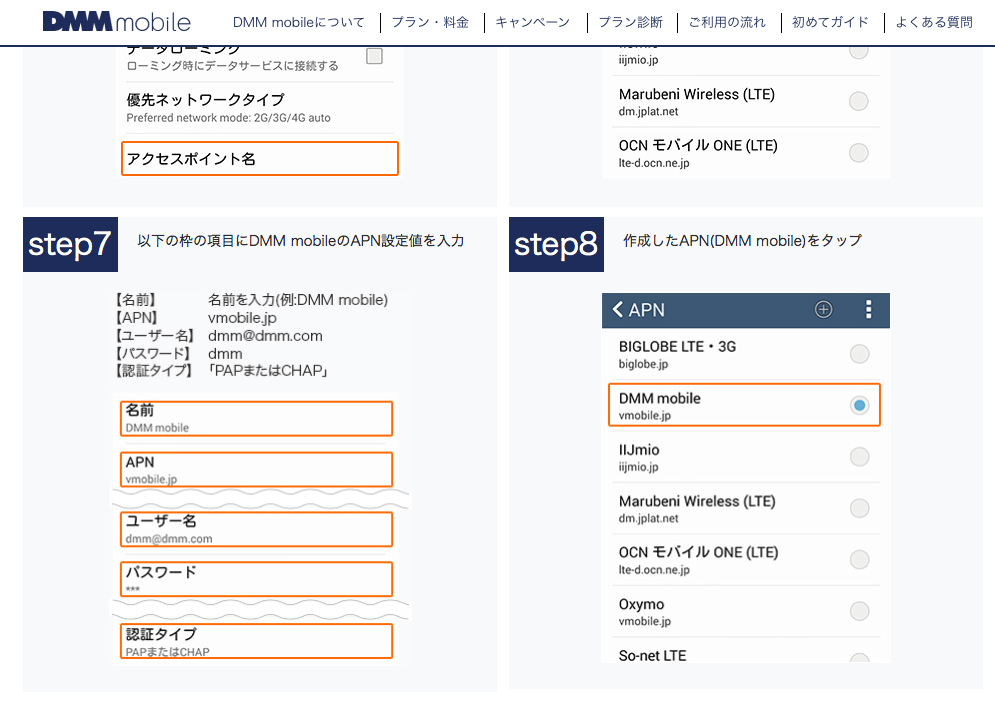 DMM mobile
DMM mobileについて
プラン・料金
キャンペーン
プラン診断
ご利用の流れ
初めてガイド
よくある質問
データローミング
ローミング時にデータサービスに接続する
優先ネットワークタイプ
Preferred network mode: 2G/3G/4G auto
アクセスポイント名
iijmio.jp
Marubeni Wireless (LTE)
dm.jplat.net
OCN モバイル ONE (LTE)
lte-d.ocn.ne.jp
step7
以下の枠の項目にDMM mobileのAPN設定値を入力
【名前】 名前を入力(例:DMM mobile)
【APN】 vmobile.jp
【ユーザー名】 dmm@dmm.com
【パスワード】 dmm
【認証タイプ】 「PAPまたはCHAP」
名前
DMM mobile
APN
vmobile.jp
ユーザー名
dmm@dmm.com
パスワード
***
認証タイプ
PAPまたはCHAP
step8
作成したAPN(DMM mobile)をタップ
APN
BIGLOBE LTE・3G
biglobe.jp
DMM mobile
vmobile.jp
IIJmio
iijmio.jp
Marubeni Wireless (LTE)
dm.jplat.net
OCN モバイル ONE (LTE)
lte-d.ocn.ne.jp
Oxymo
vmobile.jp
So-net LTE